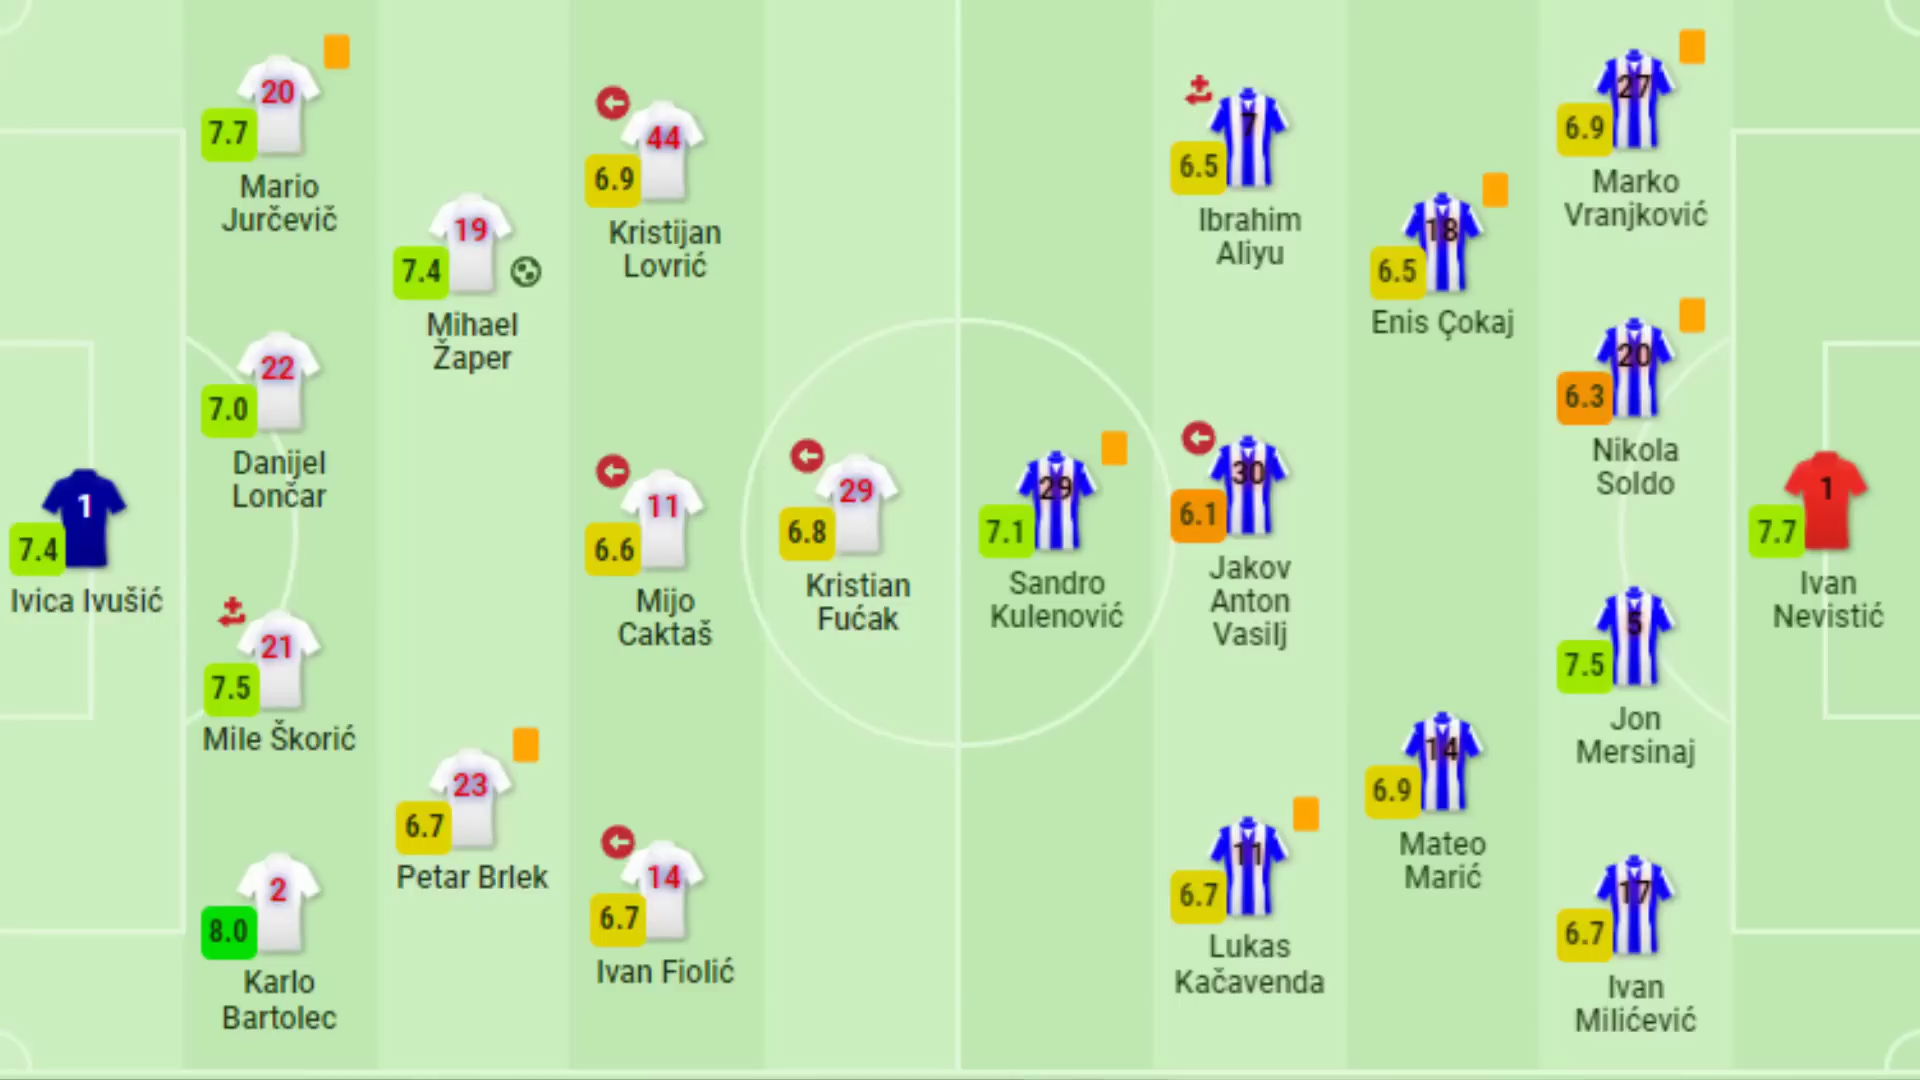 20
7.7
Mario
Jurčevič
22
7.0
Danijel
Lončar
1
7.4
Ivica Ivušić
21
7.5
Mile Škorić
2
8.0
Karlo
Bartolec
19
7.4
Mihael
Žaper
23
6.7
Petar Brlek
44
6.9
Kristijan
Lovrić
11
6.6
Mijo
Caktaš
14
6.7
Ivan Fiolić
29
6.8
Kristian
Fućak
29
7.1
Sandro
Kulenović
7
6.5
Ibrahim
Aliyu
30
6.1
Jakov
Anton
Vasilj
11
6.7
Lukas
Kačavenda
18
6.5
Enis Çokaj
14
6.9
Mateo
Marić
27
6.9
Marko
Vranjković
20
6.3
Nikola
Soldo
5
7.5
Jon
Mersinaj
17
6.7
Ivan
Milićević
1
7.7
Ivan
Nevistić